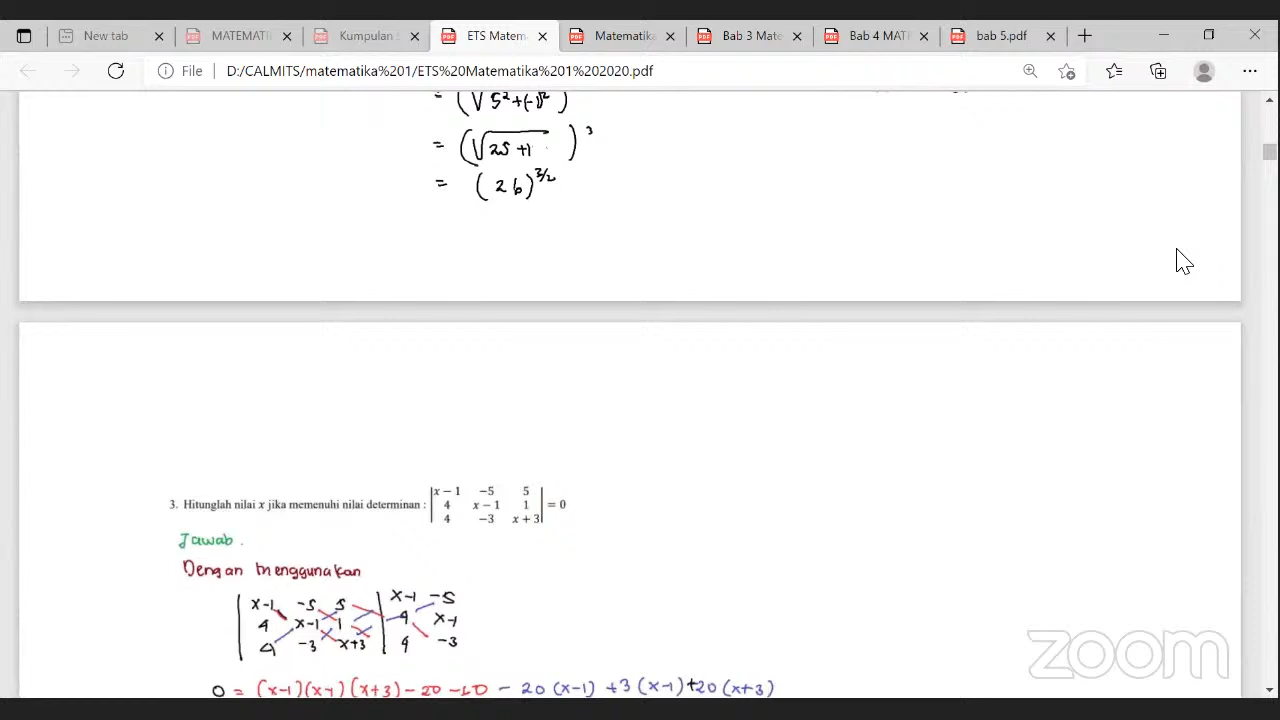 New tab MATEMATI Kumpulan S ETS Matem Matematika Bab 3 Mate Bab 4 MATI bab 5.pdf
File D:/CALMITS/matematika%201/ETS%20Matematika%201%202020.pdf
= (√5²+(-1)²)
= (√25+1)³
= (26)^3/2
3. Hitunglah nilai x jika memenuhi nilai determinan : |x − 1 −5 5| = 0
4 x − 1 1
4 −3 x + 3
Jawab.
Dengan menggunakan
x-1 -5 5 | x-1 -5
4 x-1 1 | 4 x-1
4 -3 x+3 | 4 -3
0 = (x-1)(x-1)(x+3) - 20 - 20(x-1) + 3(x-1) + 20(x+3)
zoom